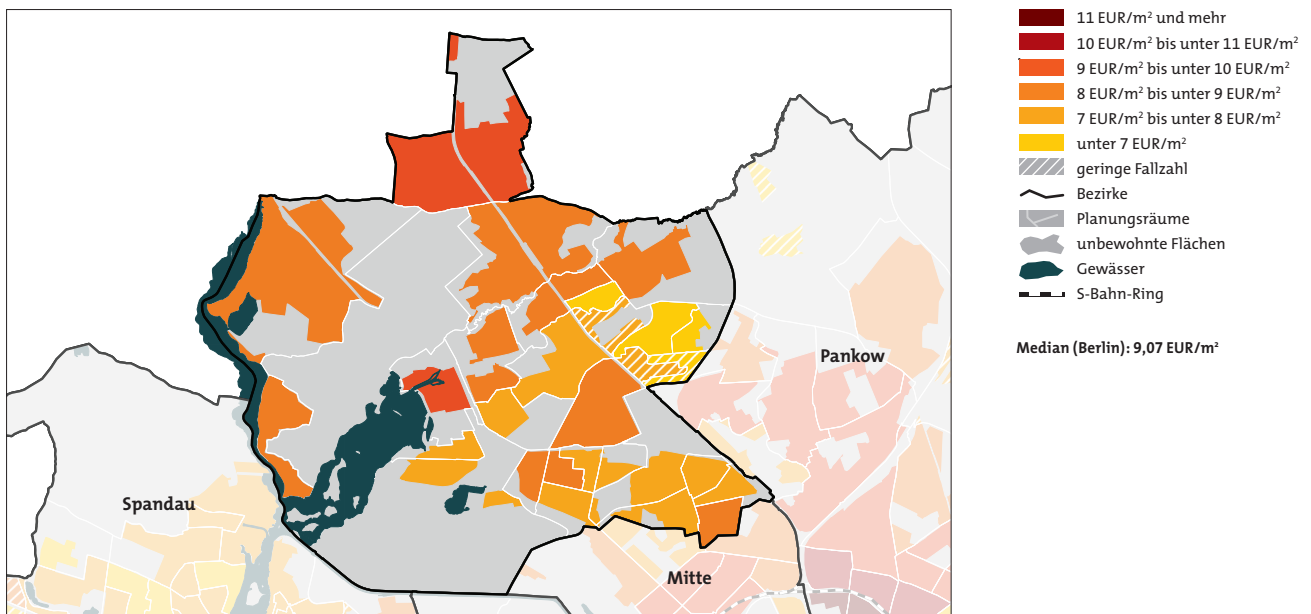 11 EUR/m² und mehr
10 EUR/m² bis unter 11 EUR/m²
9 EUR/m² bis unter 10 EUR/m²
8 EUR/m² bis unter 9 EUR/m²
7 EUR/m² bis unter 8 EUR/m²
unter 7 EUR/m²
geringe Fallzahl
Bezirke
Planungsräume
unbewohnte Flächen
Gewässer
S-Bahn-Ring
Median (Berlin): 9,07 EUR/m²
Pankow
Spandau
Mitte